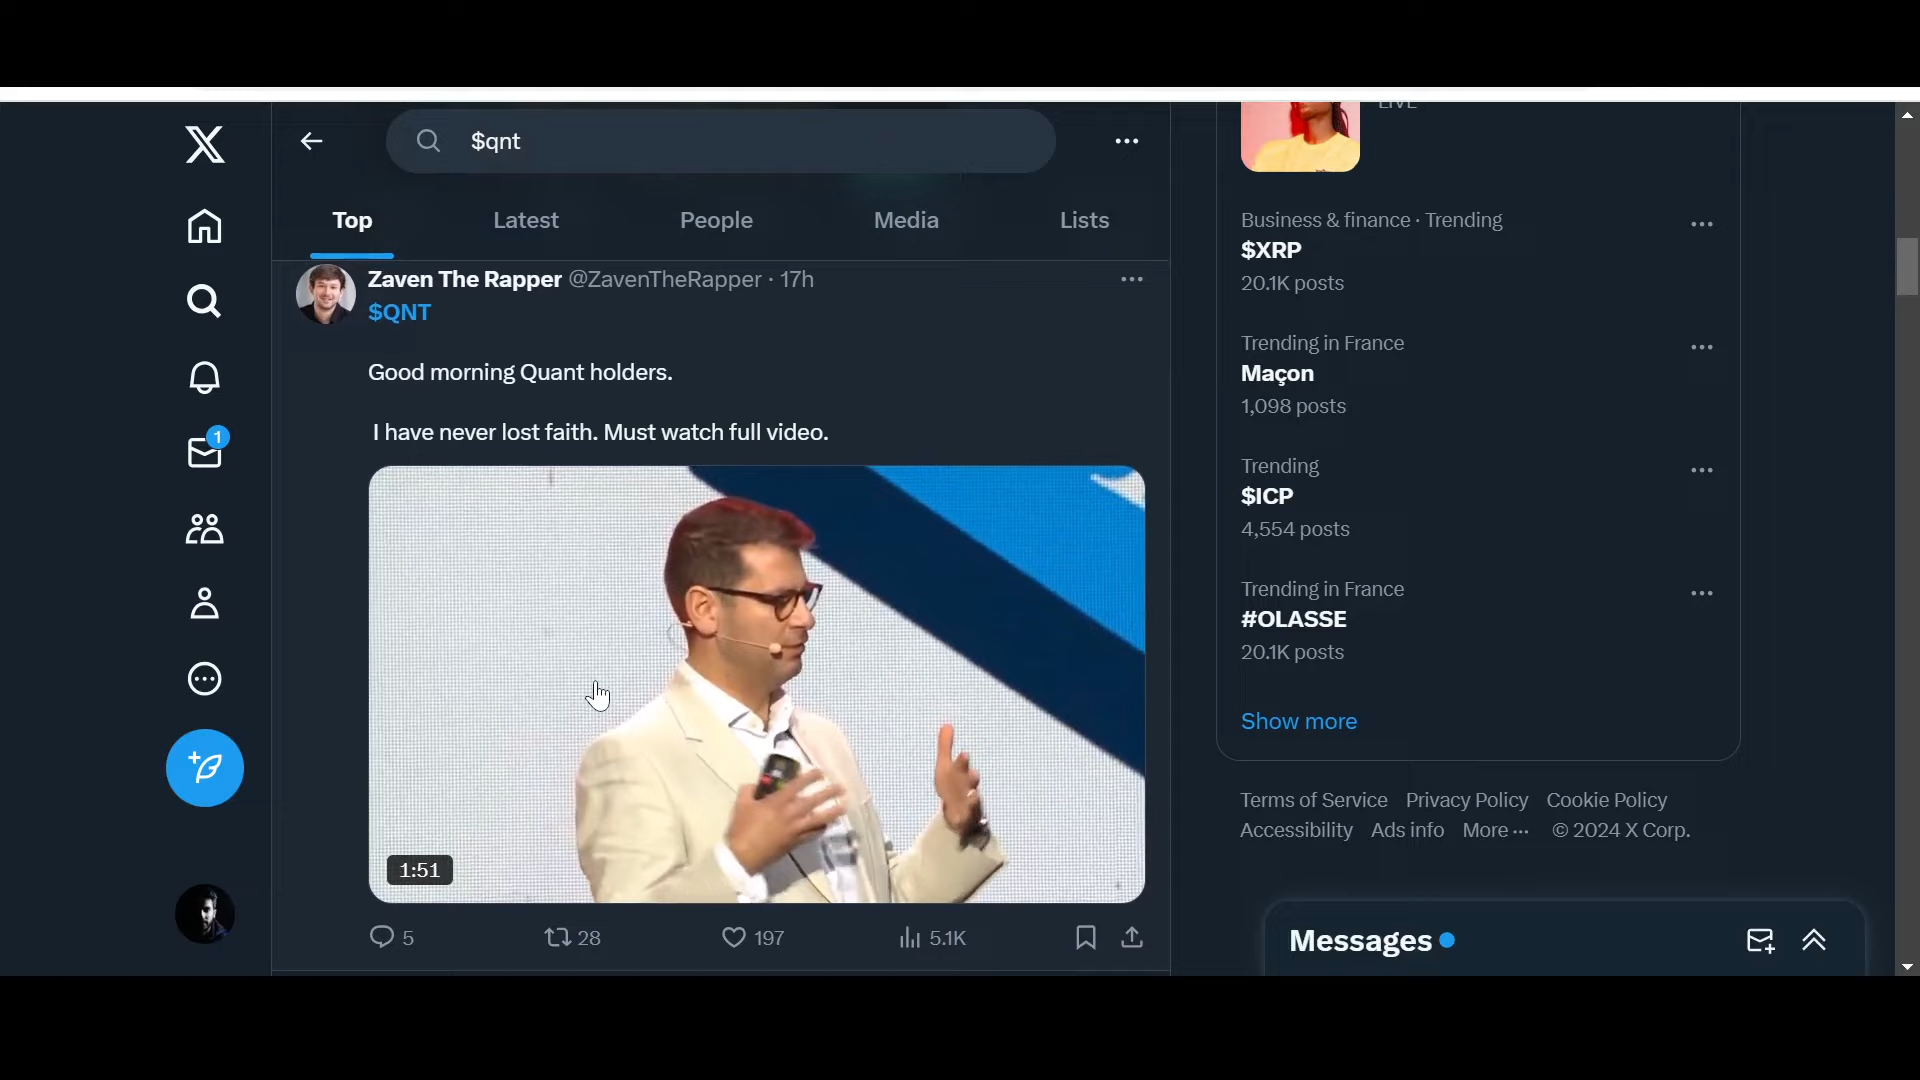 $qnt
Top Latest People Media Lists
Zaven The Rapper @ZavenTheRapper · 17h
$QNT
Good morning Quant holders.
I have never lost faith. Must watch full video.
1:51
5 28 197 5.1K
1
LIVE
Business & finance · Trending
$XRP
20.1K posts
Trending in France
Maçon
1,098 posts
Trending
$ICP
4,554 posts
Trending in France
#OLASSE
20.1K posts
Show more
Terms of Service Privacy Policy Cookie Policy
Accessibility Ads info More ··· © 2024 X Corp.
Messages